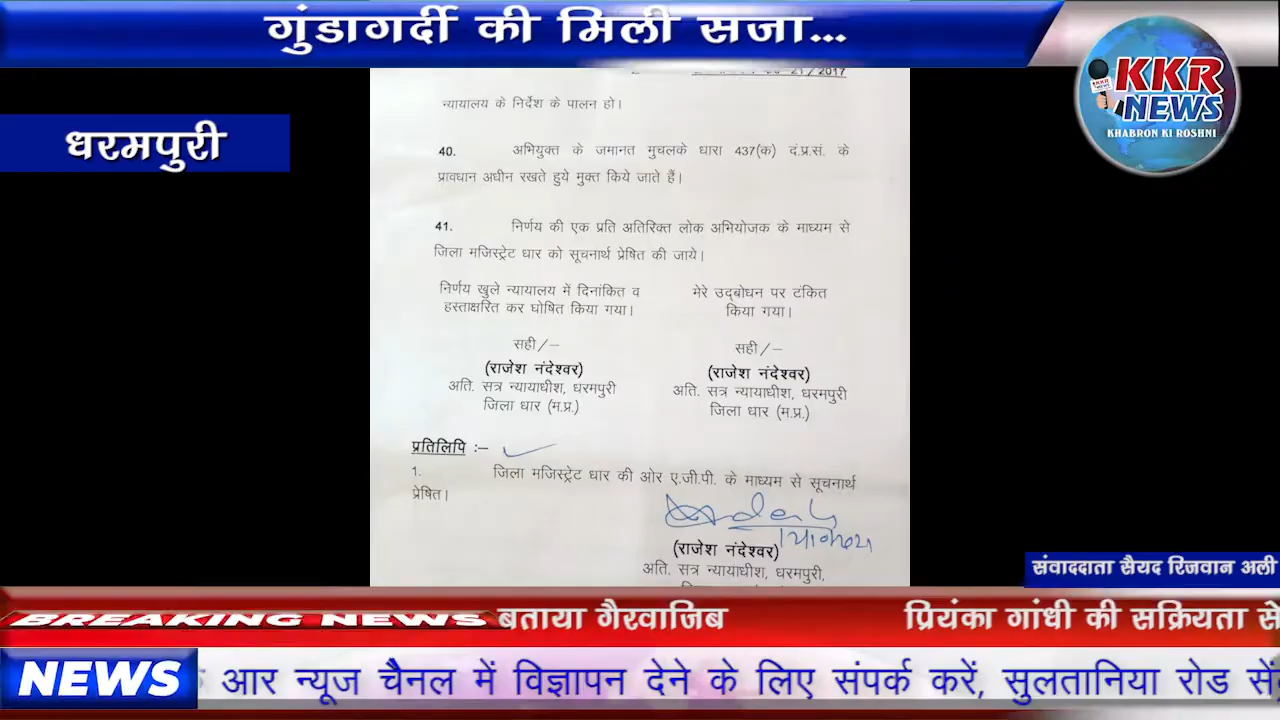 गुंडागर्दी की मिली सजा...
KKR
NEWS
KHABRON KI ROSHNI
धरमपुरी
21/2017
न्यायालय के निर्देश के पालन हो।
40. अभियुक्त के जमानत मुचलके धारा 437(क) दं.प्र.सं. के
प्रावधान अधीन रखते हुये मुक्त किये जाते हैं।
41. निर्णय की एक प्रति अतिरिक्त लोक अभियोजक के माध्यम से
जिला मजिस्ट्रेट धार को सूचनार्थ प्रेषित की जाये।
निर्णय खुले न्यायालय में दिनांकित व
हस्ताक्षरित कर घोषित किया गया।
मेरे उद्‌बोधन पर टंकित
किया गया।
सही/–
(राजेश नंदेश्वर)
अति. सत्र न्यायाधीश, धरमपुरी
जिला धार (म.प्र.)
सही/–
(राजेश नंदेश्वर)
अति. सत्र न्यायाधीश, धरमपुरी
जिला धार (म.प्र.)
प्रतिलिपि :–
1. जिला मजिस्ट्रेट धार की ओर ए.जी.पी. के माध्यम से सूचनार्थ
प्रेषित।
(राजेश नंदेश्वर)
अति. सत्र न्यायाधीश, धरमपुरी,
संवाददाता सैयद रिजवान अली
BREAKING NEWS
बताया गैरवाजिब प्रियंका गांधी की सक्रियता से
NEWS
आर न्यूज चैनल में विज्ञापन देने के लिए संपर्क करें, सुलतानिया रोड सें